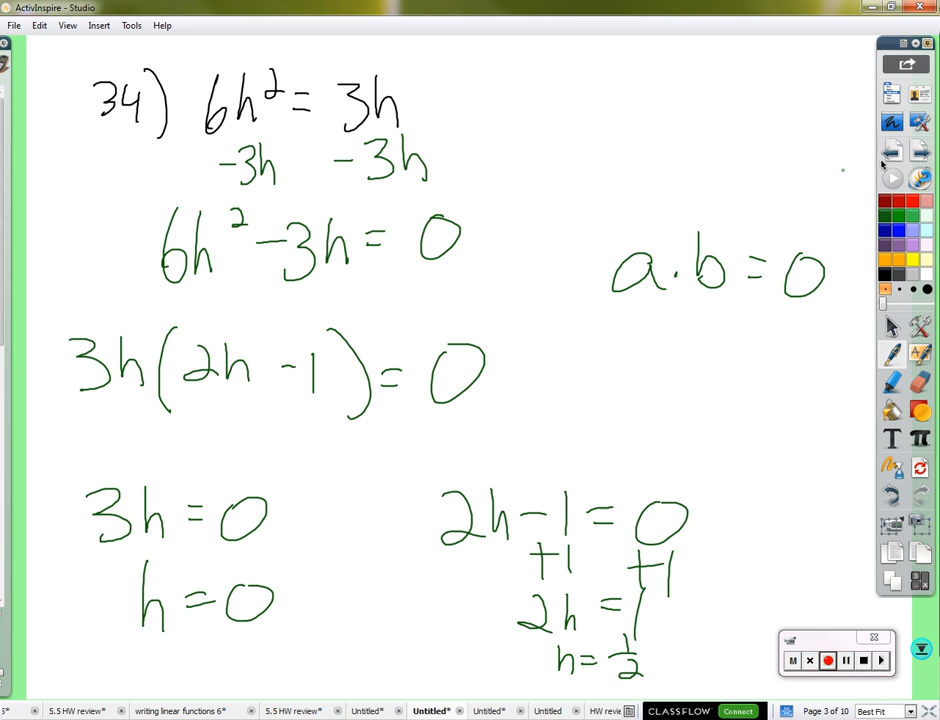 ActivInspire - Studio
File Edit View Insert Tools Help
34) 6h² = 3h
-3h -3h
6h² - 3h = 0
a · b = 0
3h(2h - 1) = 0
3h = 0 2h - 1 = 0
+1 +1
h = 0 2h = 1
h = 1/2
5* 5.5 HW review* writing linear functions 6* 5.5 HW review* Untitled* Untitled* Untitled* Untitled HW revie CLASSFLOW Connect Page 3 of 10 Best Fit